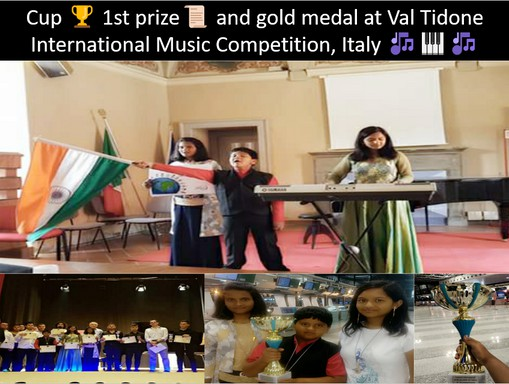 Cup 🏆 1st prize 📜 and gold medal at Val Tidone
International Music Competition, Italy 🎶 🎹 🎶
YAMAHA